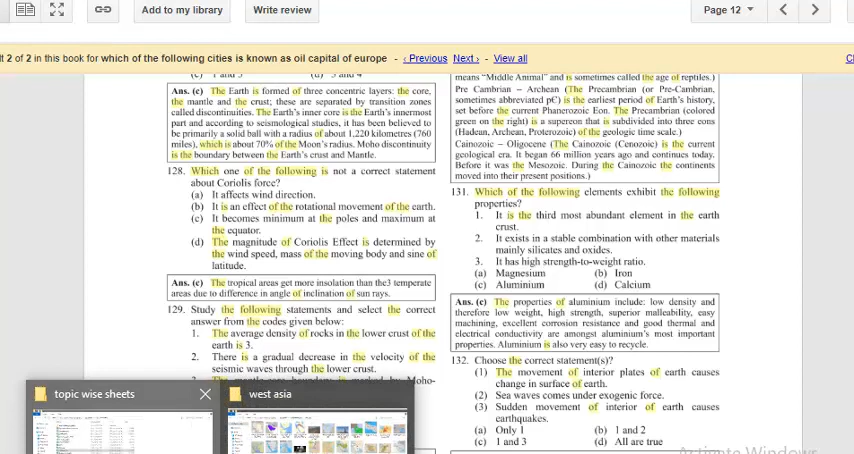 Add to my library
Write review
Page 12
lt 2 of 2 in this book for which of the following cities is known as oil capital of europe - ‹ Previous Next › - View all
(c) 1 and 3 (d) 3 and 4
Ans. (c) The Earth is formed of three concentric layers: the core,
the mantle and the crust; these are separated by transition zones
called discontinuities. The Earth's inner core is the Earth's innermost
part and according to seismological studies, it has been believed to
be primarily a solid ball with a radius of about 1,220 kilometres (760
miles), which is about 70% of the Moon's radius. Moho discontinuity
is the boundary between the Earth's crust and Mantle.
128. Which one of the following is not a correct statement
about Coriolis force?
(a) It affects wind direction.
(b) It is an effect of the rotational movement of the earth.
(c) It becomes minimum at the poles and maximum at
the equator.
(d) The magnitude of Coriolis Effect is determined by
the wind speed, mass of the moving body and sine of
latitude.
Ans. (c) The tropical areas get more insolation than the3 temperate
areas due to difference in angle of inclination of sun rays.
129. Study the following statements and select the correct
answer from the codes given below:
1. The average density of rocks in the lower crust of the
earth is 3.
2. There is a gradual decrease in the velocity of the
seismic waves through the lower crust.
The mantle-core boundary is marked by Moho-
means "Middle Animal" and is sometimes called the age of reptiles.)
Pre Cambrian – Archean (The Precambrian (or Pre-Cambrian,
sometimes abbreviated pC) is the earliest period of Earth's history,
set before the current Phanerozoic Eon. The Precambrian (colored
green on the right) is a supereon that is subdivided into three eons
(Hadean, Archean, Proterozoic) of the geologic time scale.)
Cainozoic – Oligocene (The Cainozoic (Cenozoic) is the current
geological era. It began 66 million years ago and continues today.
Before it was the Mesozoic. During the Cainozoic the continents
moved into their present positions.)
131. Which of the following elements exhibit the following
properties?
1. It is the third most abundant element in the earth
crust.
2. It exists in a stable combination with other materials
mainly silicates and oxides.
3. It has high strength-to-weight ratio.
(a) Magnesium (b) Iron
(c) Aluminium (d) Calcium
Ans. (c) The properties of aluminium include: low density and
therefore low weight, high strength, superior malleability, easy
machining, excellent corrosion resistance and good thermal and
electrical conductivity are amongst aluminium's most important
properties. Aluminium is also very easy to recycle.
132. Choose the correct statement(s)?
(1) The movement of interior plates of earth causes
change in surface of earth.
(2) Sea waves comes under exogenic force.
(3) Sudden movement of interior of earth causes
earthquakes.
(a) Only 1 (b) 1 and 2
(c) 1 and 3 (d) All are true
topic wise sheets
west asia
Activate Windows